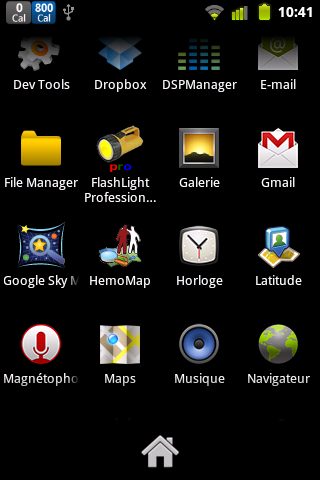 0 800 10:41
Cal Cal
Dev Tools Dropbox DSPManager E-mail
pro
File Manager FlashLight Galerie Gmail
Profession...
Google Sky M HemoMap Horloge Latitude
Magnétopho Maps Musique Navigateur